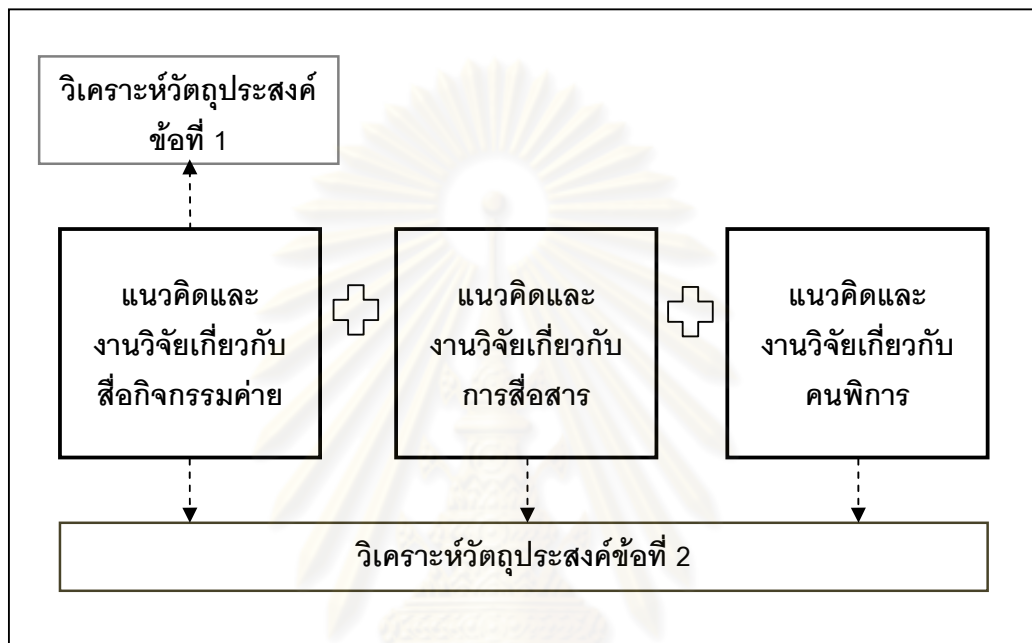 วิเคราะห์วัตถุประสงค์
ข้อที่ 1
แนวคิดและ
งานวิจัยเกี่ยวกับ
สื่อกิจกรรมค่าย
แนวคิดและ
งานวิจัยเกี่ยวกับ
การสื่อสาร
แนวคิดและ
งานวิจัยเกี่ยวกับ
คนพิการ
วิเคราะห์วัตถุประสงค์ข้อที่ 2